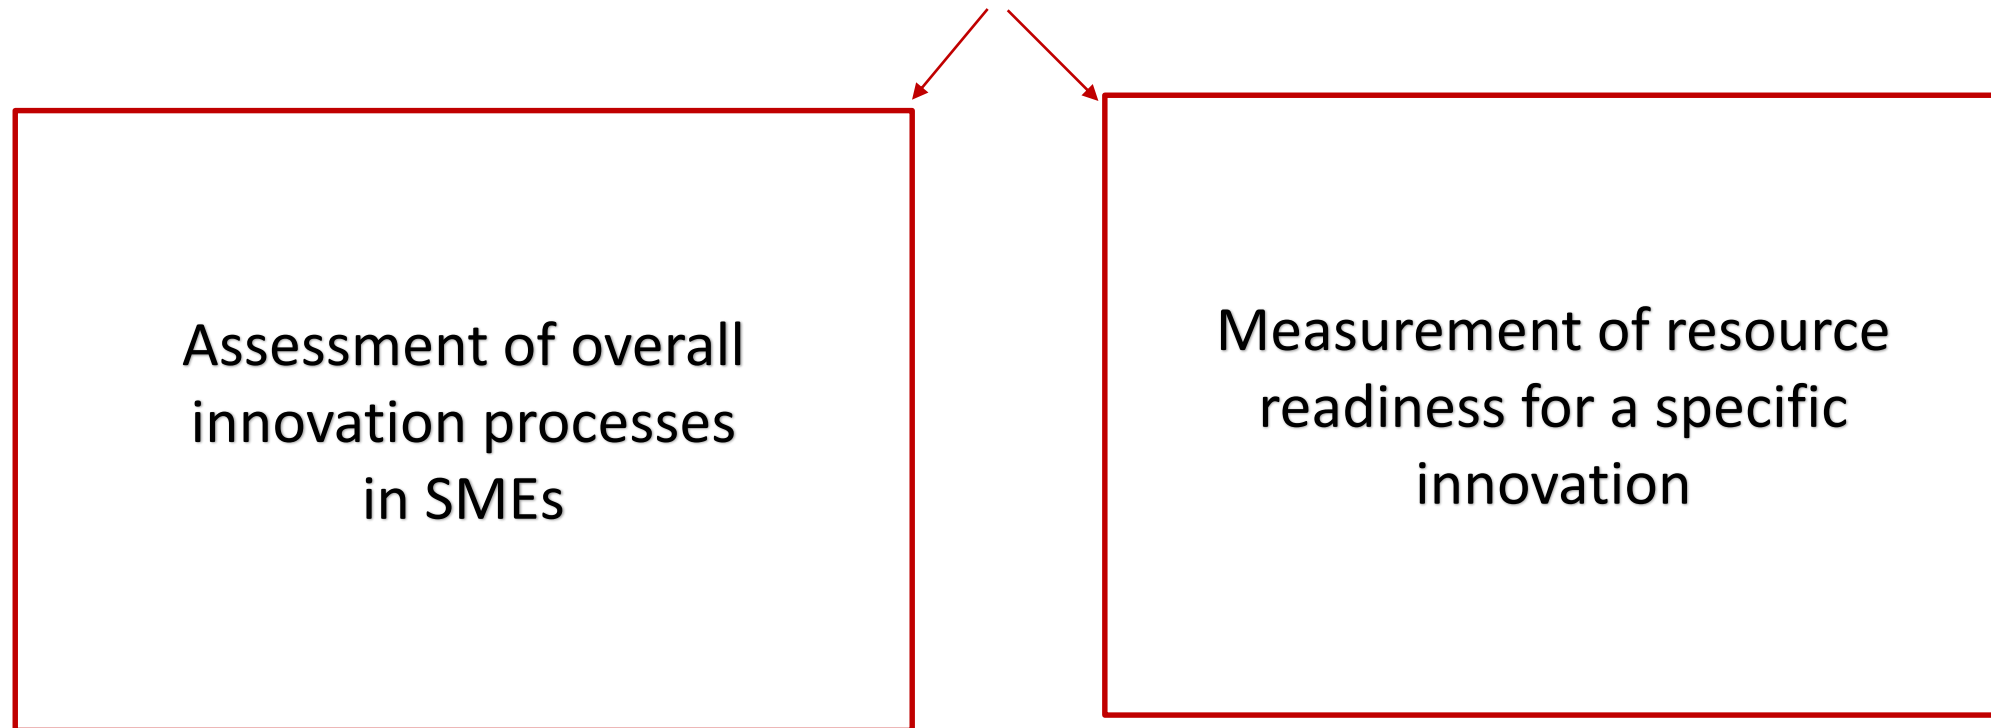 Assessment of overall
innovation processes
in SMEs
Measurement of resource
readiness for a specific
innovation